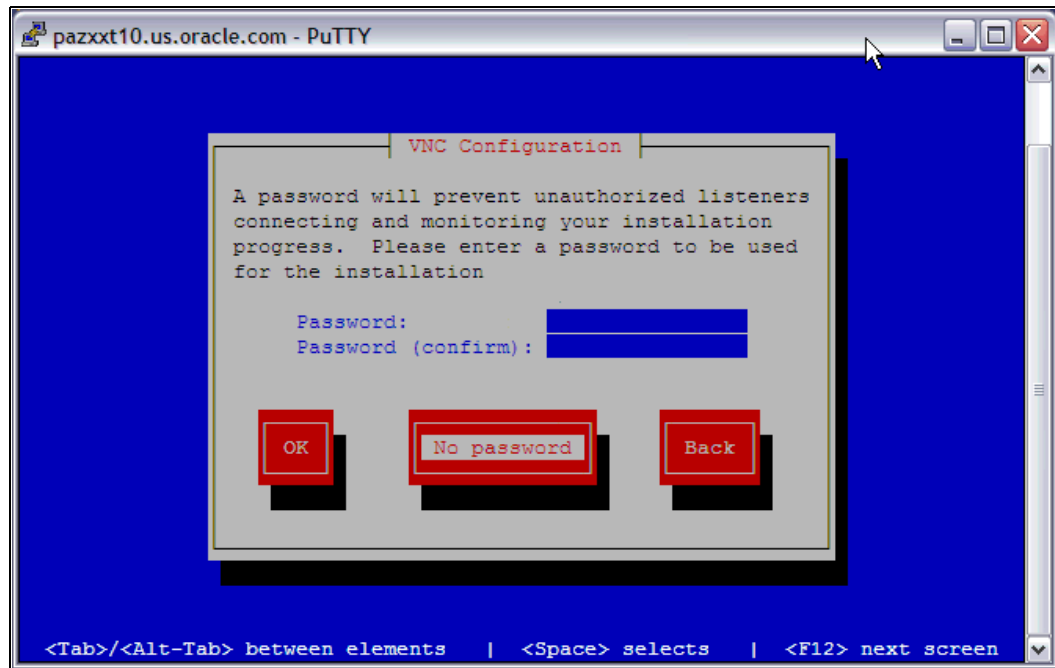 pazxxt10.us.oracle.com - PuTTY
VNC Configuration
A password will prevent unauthorized listeners
connecting and monitoring your installation
progress.  Please enter a password to be used
for the installation
Password:
Password (confirm):
OK No password Back
<Tab>/<Alt-Tab> between elements | <Space> selects | <F12> next screen